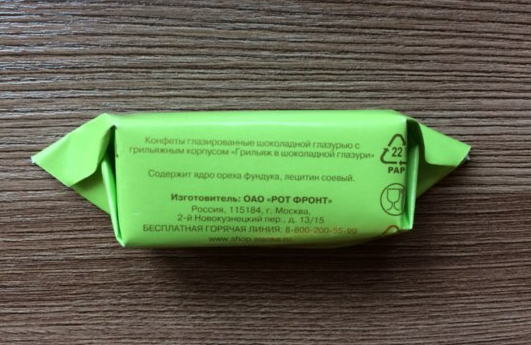 Конфеты глазированные шоколадной глазурью с
грильяжным корпусом «Грильяж в шоколадной глазури»
Содержит ядро ореха фундука, лецитин соевый.
Изготовитель: ОАО «РОТ ФРОНТ»
Россия, 115184, г. Москва,
2-й Новокузнецкий пер., д. 13/15
БЕСПЛАТНАЯ ГОРЯЧАЯ ЛИНИЯ: 8-800-200-55-99
22
PAP